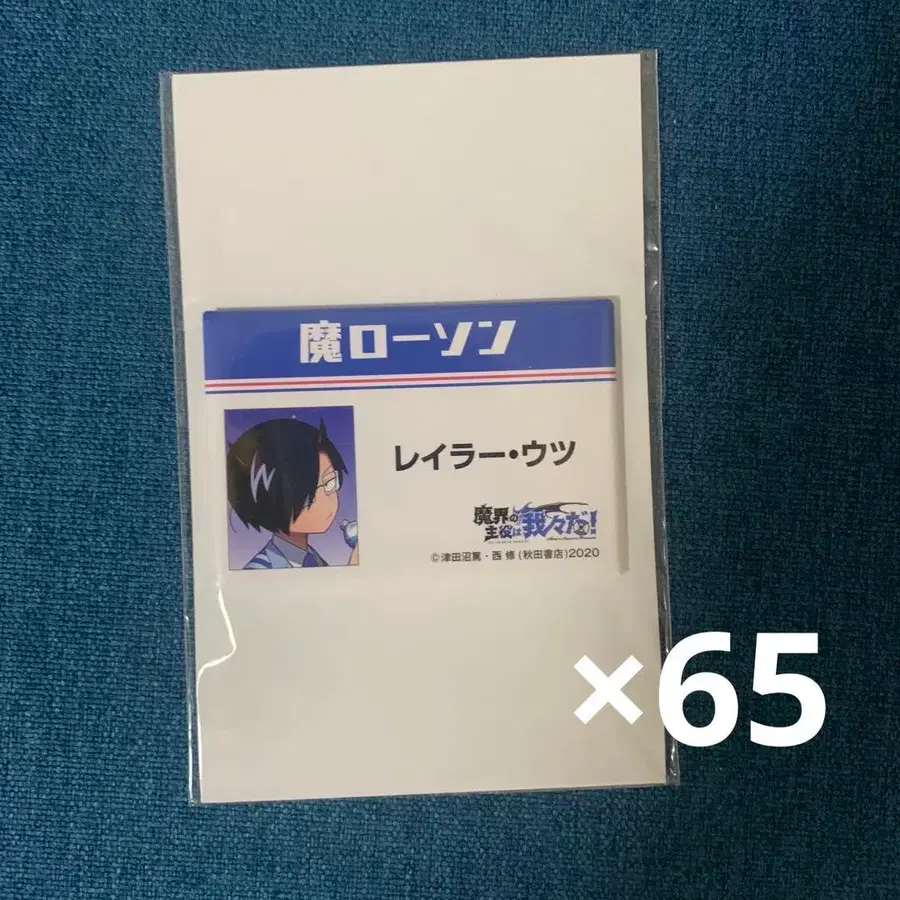 魔ローソン
レイラー・ウツ
魔界の
主役は我々だ!
©津田沼篤・西 修(秋田書店)2020
×65